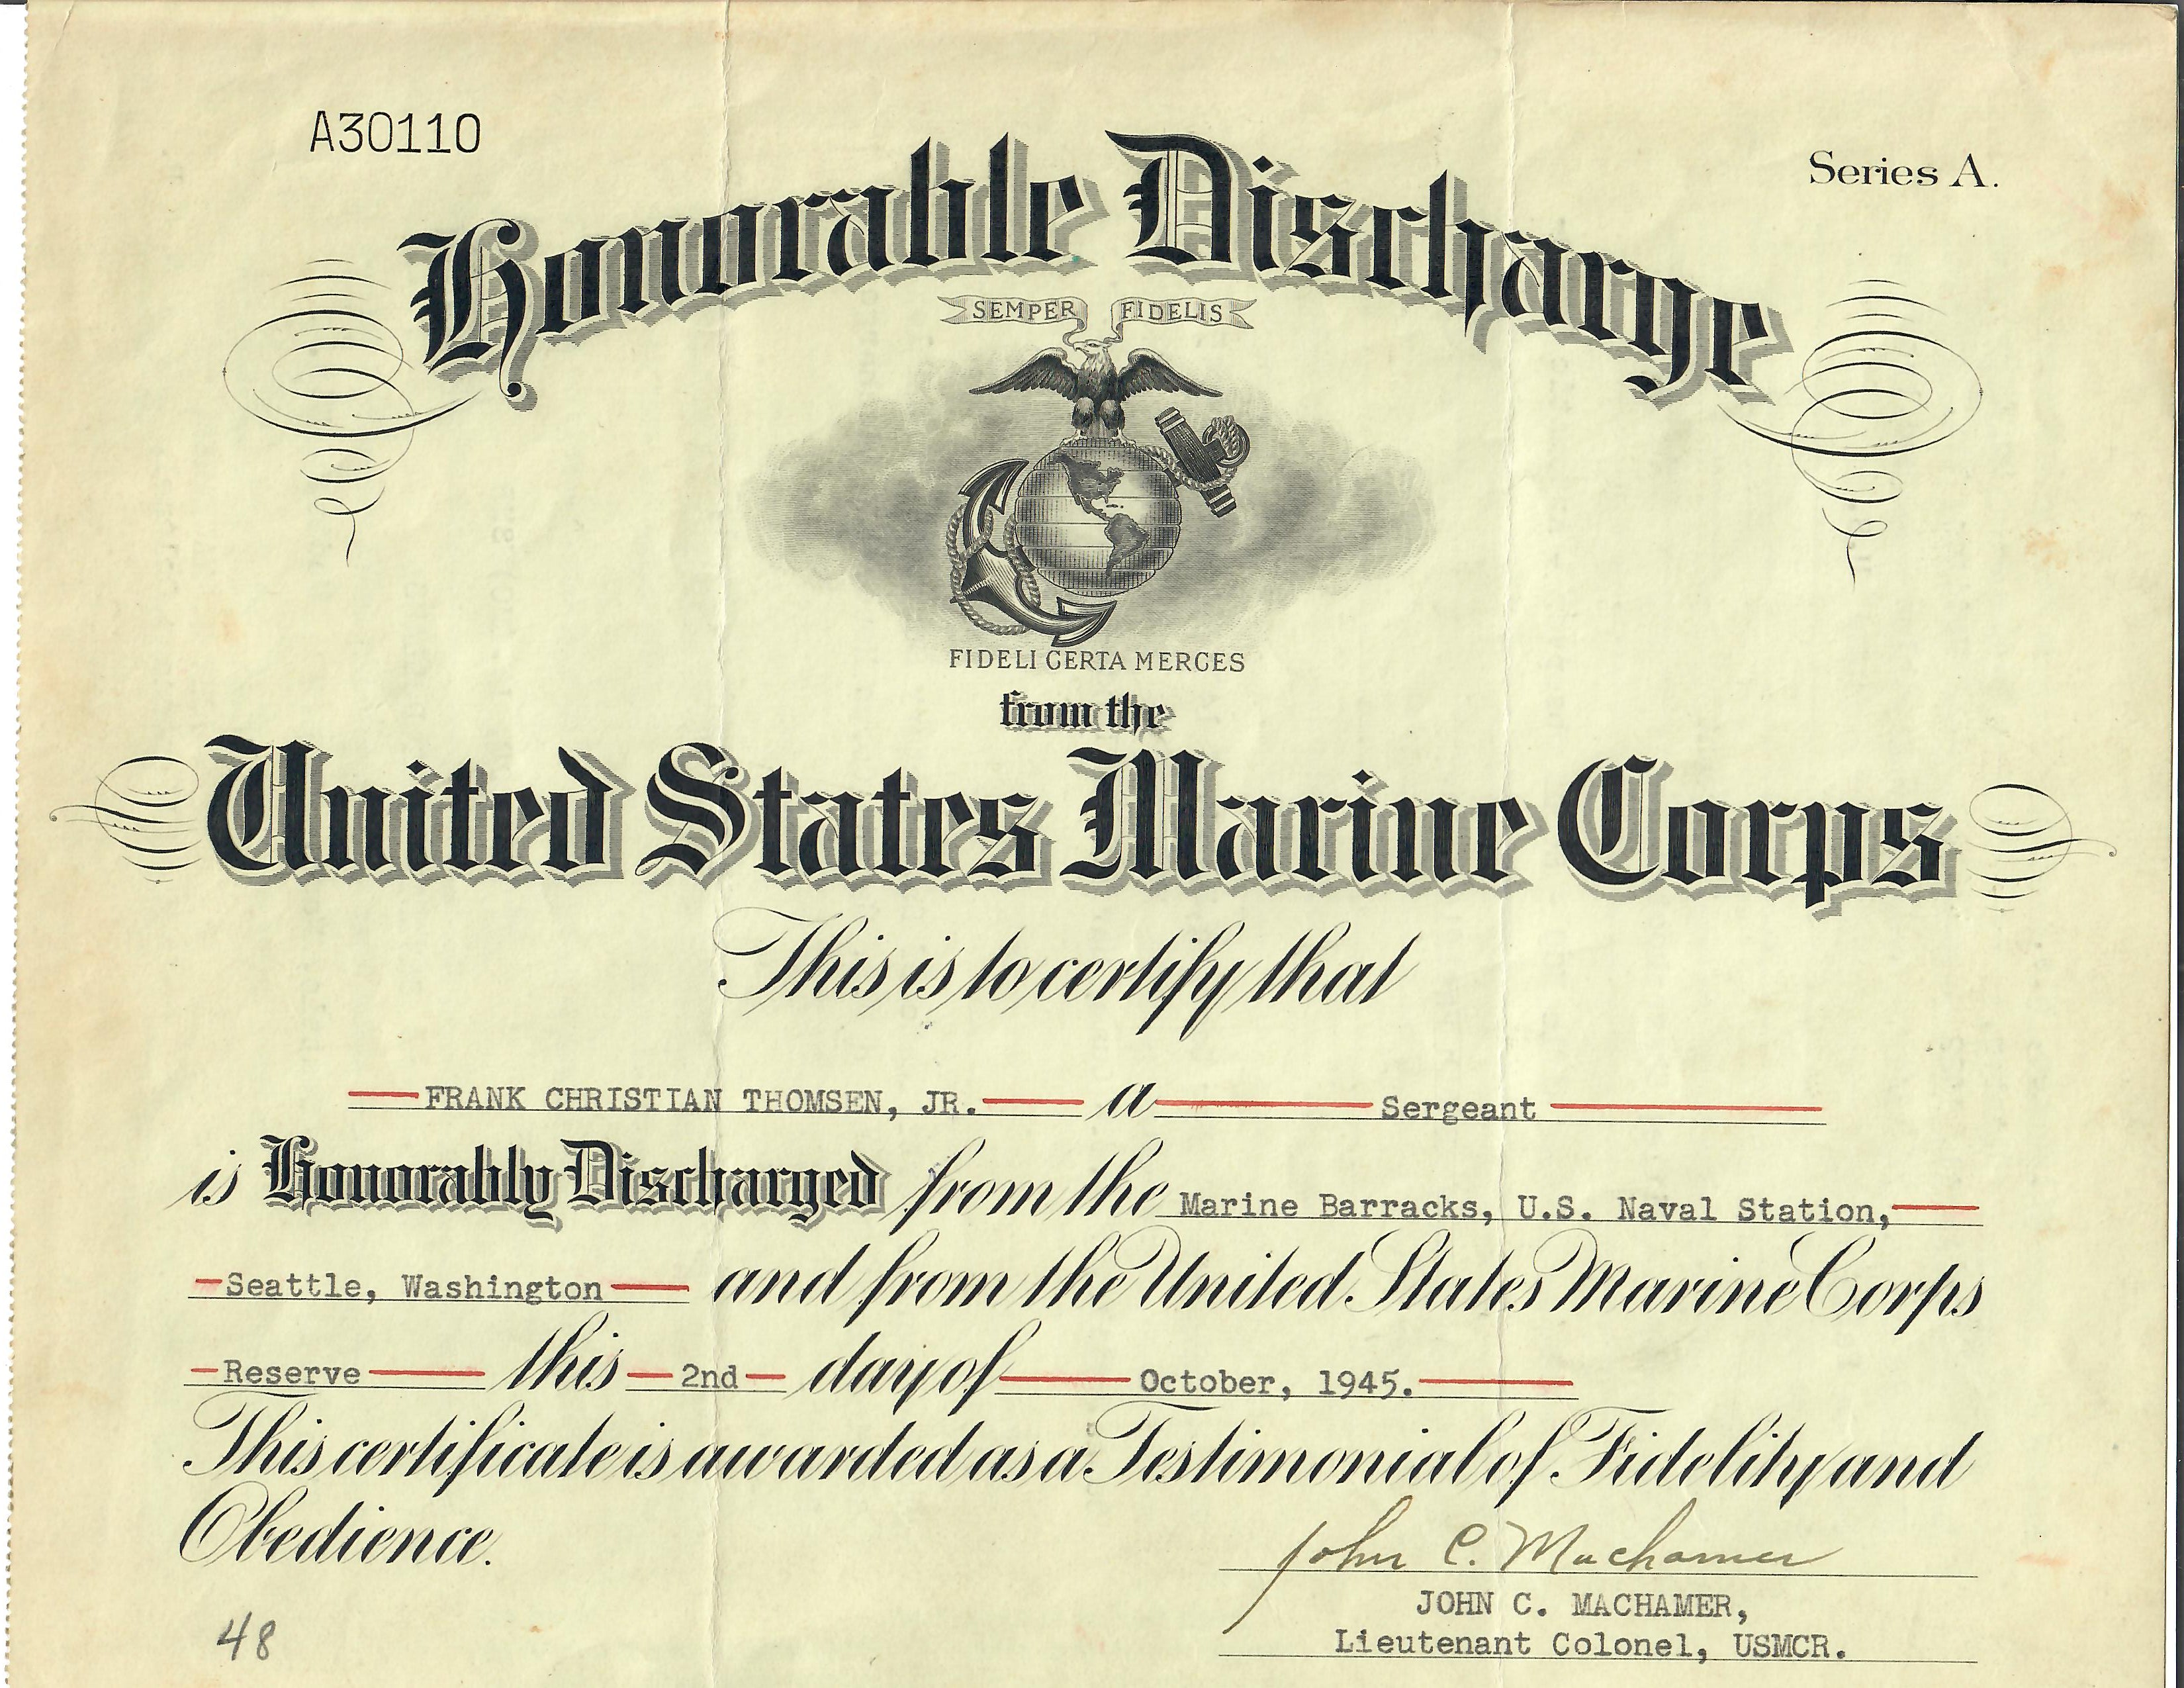 A30110
Series A.
Honorable Discharge
SEMPER FIDELIS
FIDELI CERTA MERCES
from the
United States Marine Corps
This is to certify that
FRANK CHRISTIAN THOMSEN, JR. a Sergeant
is Honorably Discharged from the Marine Barracks, U.S. Naval Station,
Seattle, Washington and from the United States Marine Corps
Reserve this 2nd day of October, 1945.
This certificate is awarded as a Testimonial of Fidelity and
Obedience.
John C. Machamer
JOHN C. MACHAMER,
Lieutenant Colonel, USMCR.
48